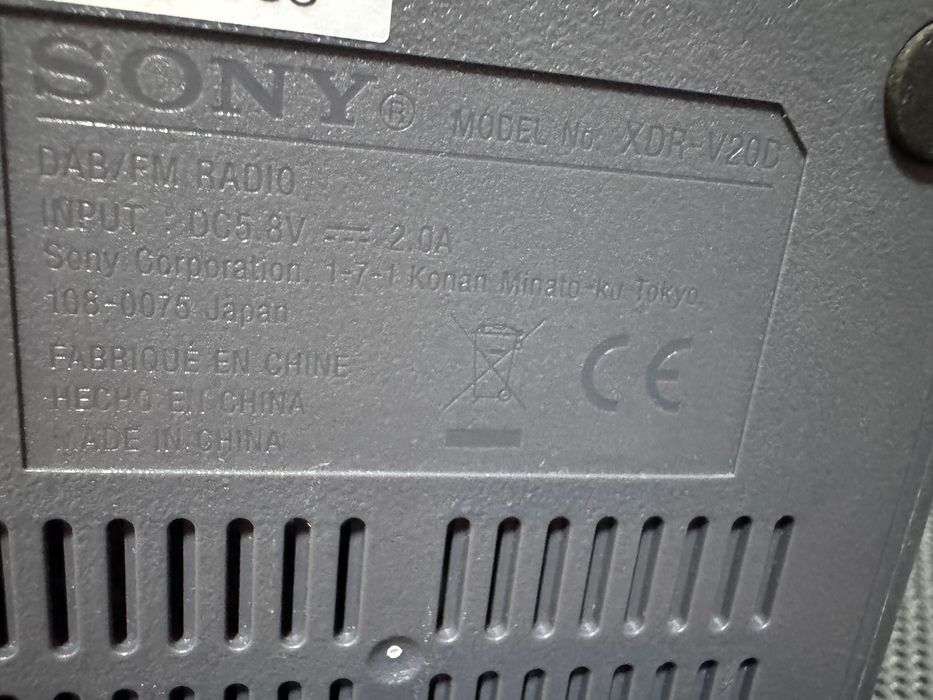 SONY® MODEL No. XDR-V20D
DAB/FM RADIO
INPUT : DC5.8V ⎓ 2.0A
Sony Corporation, 1-7-1 Konan Minato-ku Tokyo,
108-0075 Japan
FABRIQUÉ EN CHINE
HECHO EN CHINA
MADE IN CHINA
CE